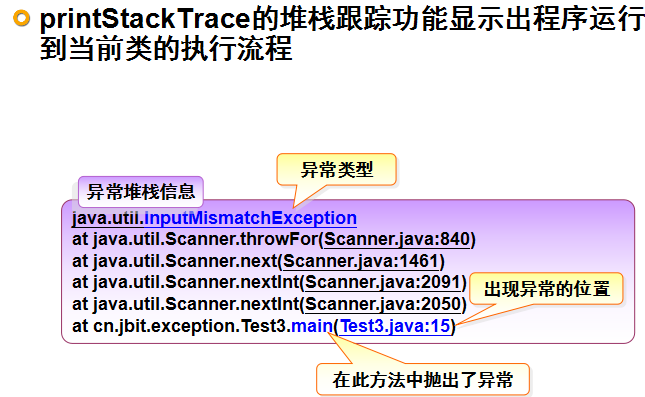 printStackTrace的堆栈跟踪功能显示出程序运行
到当前类的执行流程
异常类型
异常堆栈信息
java.util.inputMismatchException
at java.util.Scanner.throwFor(Scanner.java:840)
at java.util.Scanner.next(Scanner.java:1461)
at java.util.Scanner.nextInt(Scanner.java:2091)
at java.util.Scanner.nextInt(Scanner.java:2050)
at cn.jbit.exception.Test3.main(Test3.java:15)
出现异常的位置
在此方法中抛出了异常